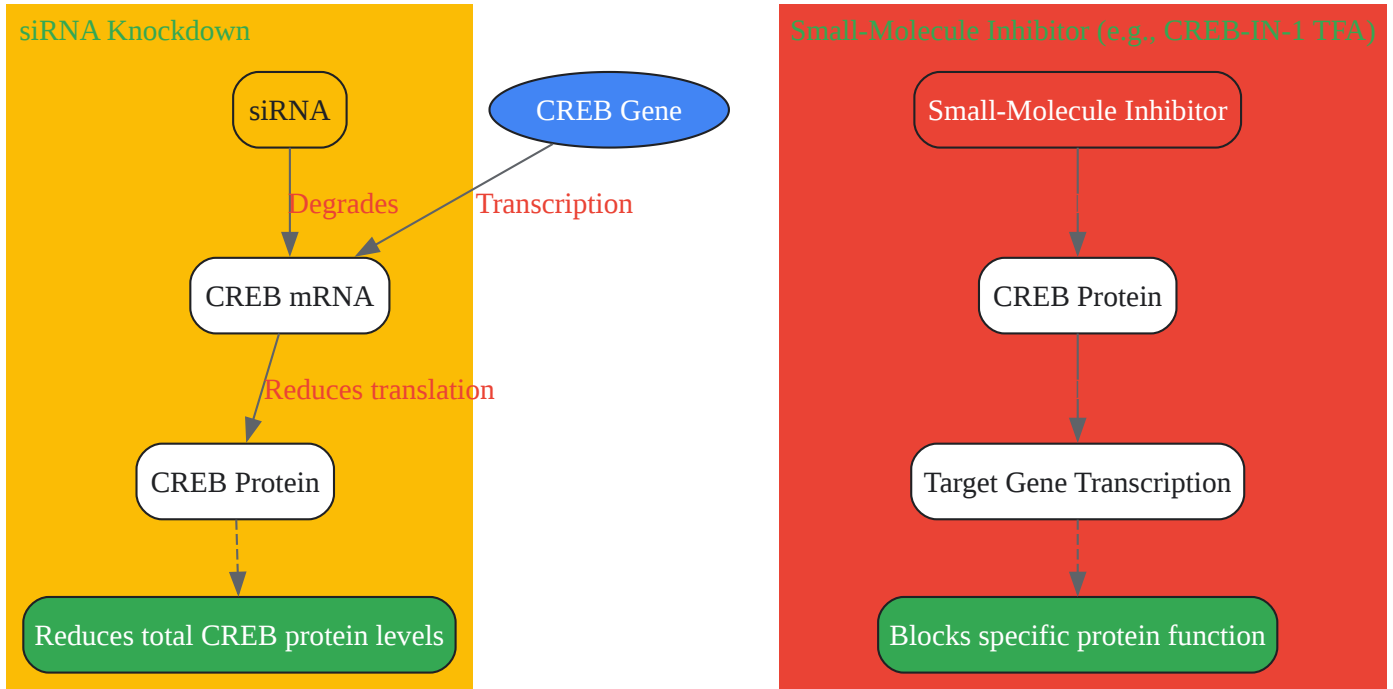 siRNA Knockdown
siRNA
CREB Gene
Degrades
Transcription
CREB mRNA
Reduces translation
CREB Protein
Reduces total CREB protein levels
Small-Molecule Inhibitor (e.g., CREB-IN-1 TFA)
Small-Molecule Inhibitor
CREB Protein
Target Gene Transcription
Blocks specific protein function